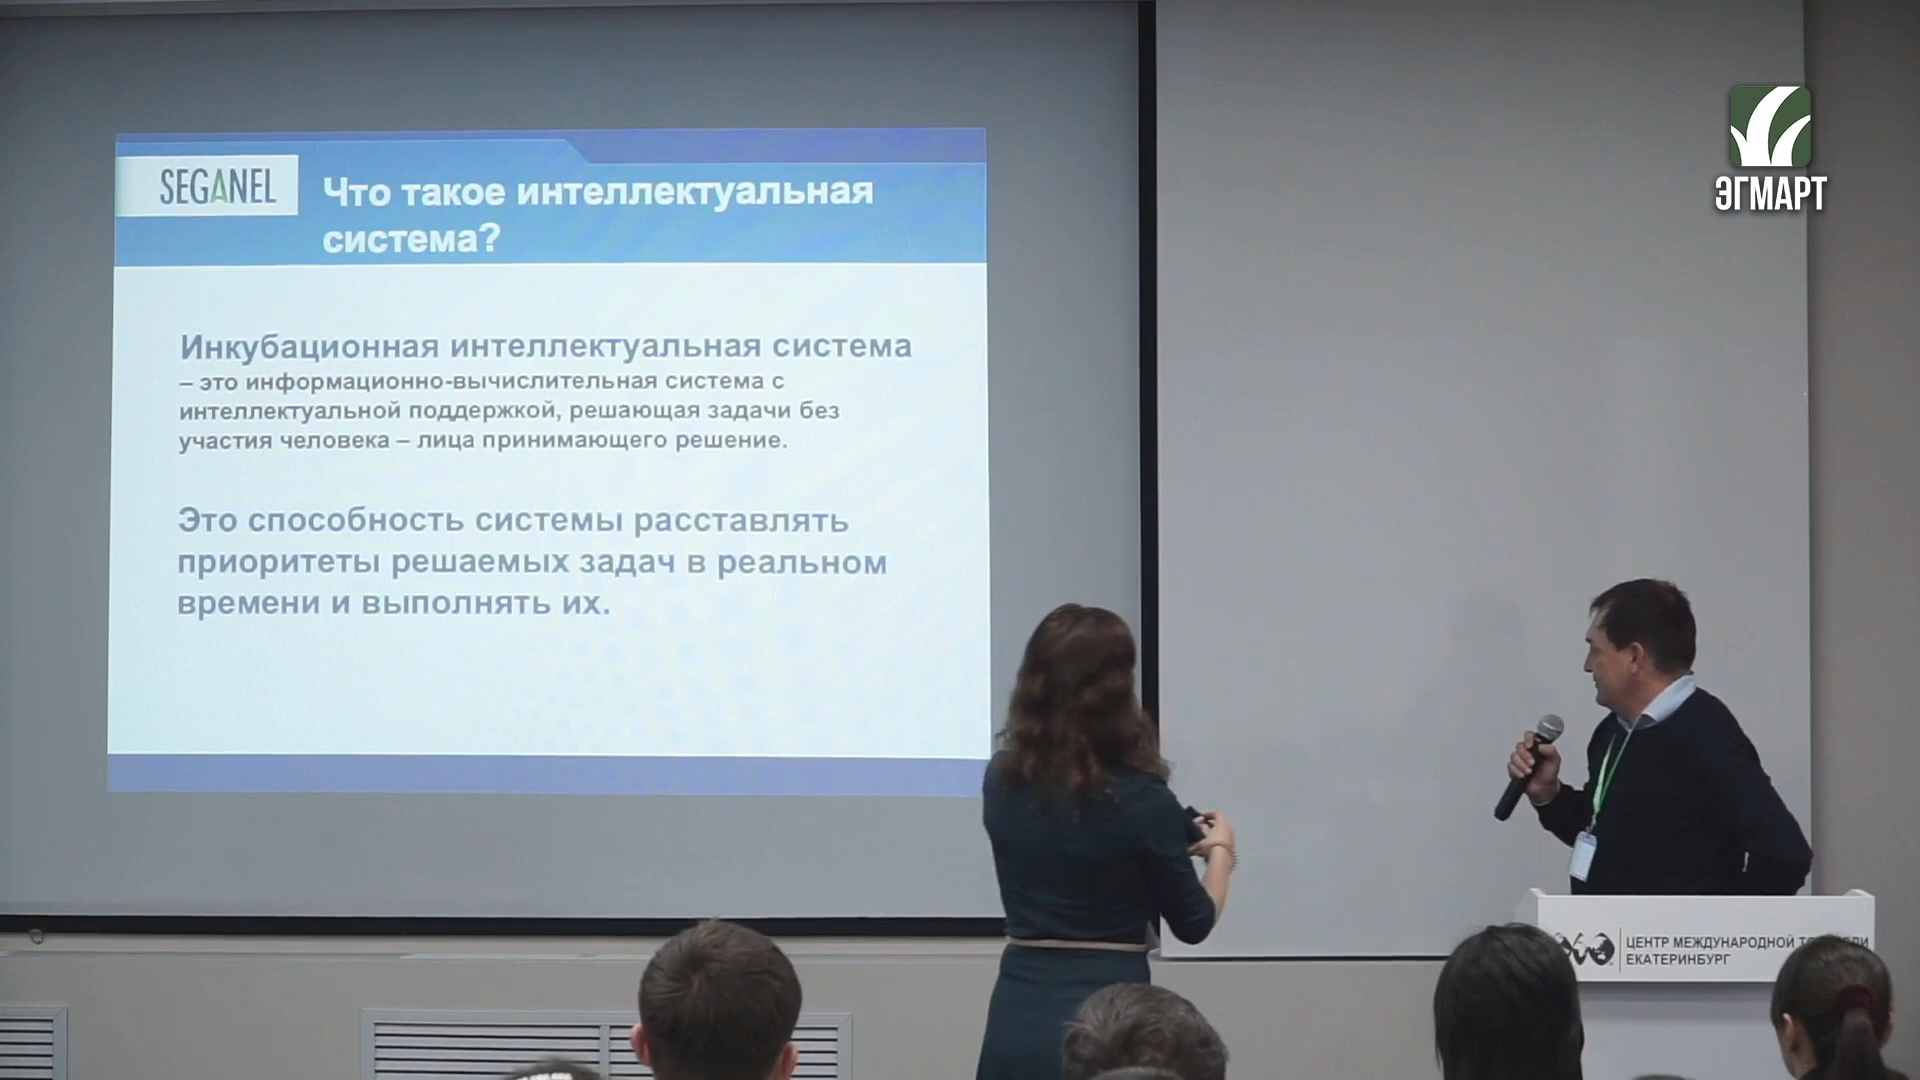 SEGANEL
Что такое интеллектуальная
система?
Инкубационная интеллектуальная система
– это информационно-вычислительная система с
интеллектуальной поддержкой, решающая задачи без
участия человека – лица принимающего решение.
Это способность системы расставлять
приоритеты решаемых задач в реальном
времени и выполнять их.
ЭГМАРТ
ЦЕНТР МЕЖДУНАРОДНОЙ
ЕКАТЕРИНБУРГ